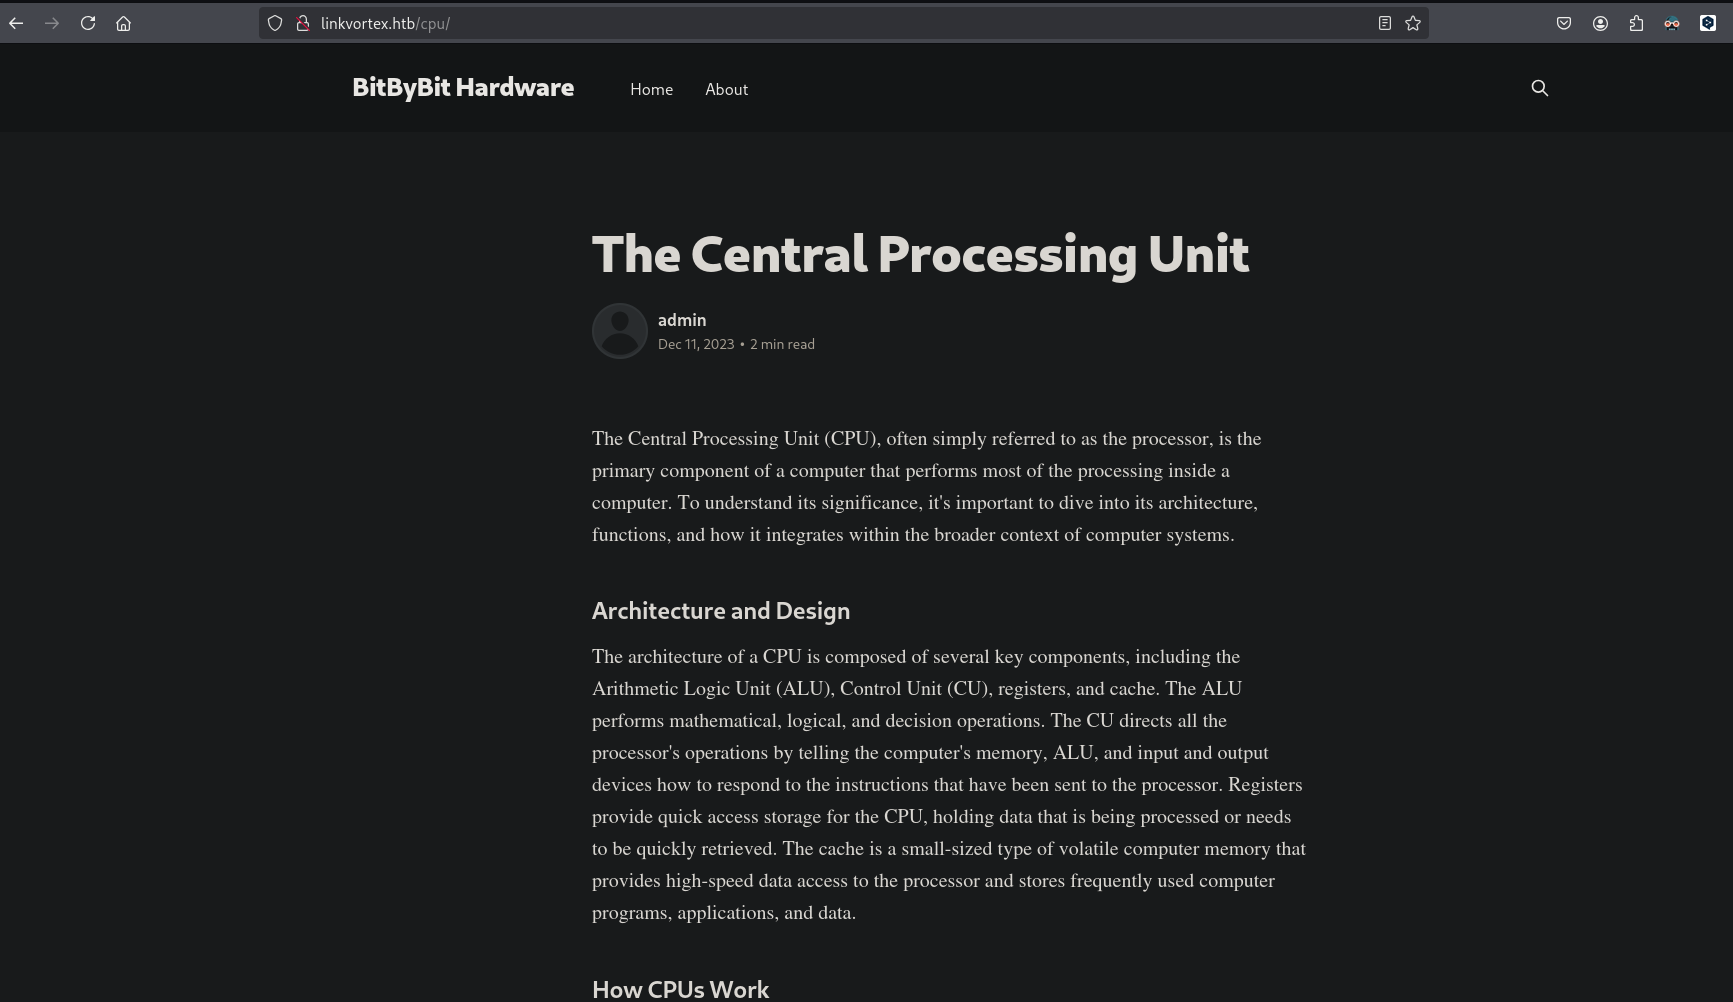 linkvortex.htb/cpu/
BitByBit Hardware Home About
The Central Processing Unit
admin
Dec 11, 2023 • 2 min read
The Central Processing Unit (CPU), often simply referred to as the processor, is the
primary component of a computer that performs most of the processing inside a
computer. To understand its significance, it's important to dive into its architecture,
functions, and how it integrates within the broader context of computer systems.
Architecture and Design
The architecture of a CPU is composed of several key components, including the
Arithmetic Logic Unit (ALU), Control Unit (CU), registers, and cache. The ALU
performs mathematical, logical, and decision operations. The CU directs all the
processor's operations by telling the computer's memory, ALU, and input and output
devices how to respond to the instructions that have been sent to the processor. Registers
provide quick access storage for the CPU, holding data that is being processed or needs
to be quickly retrieved. The cache is a small-sized type of volatile computer memory that
provides high-speed data access to the processor and stores frequently used computer
programs, applications, and data.
How CPUs Work